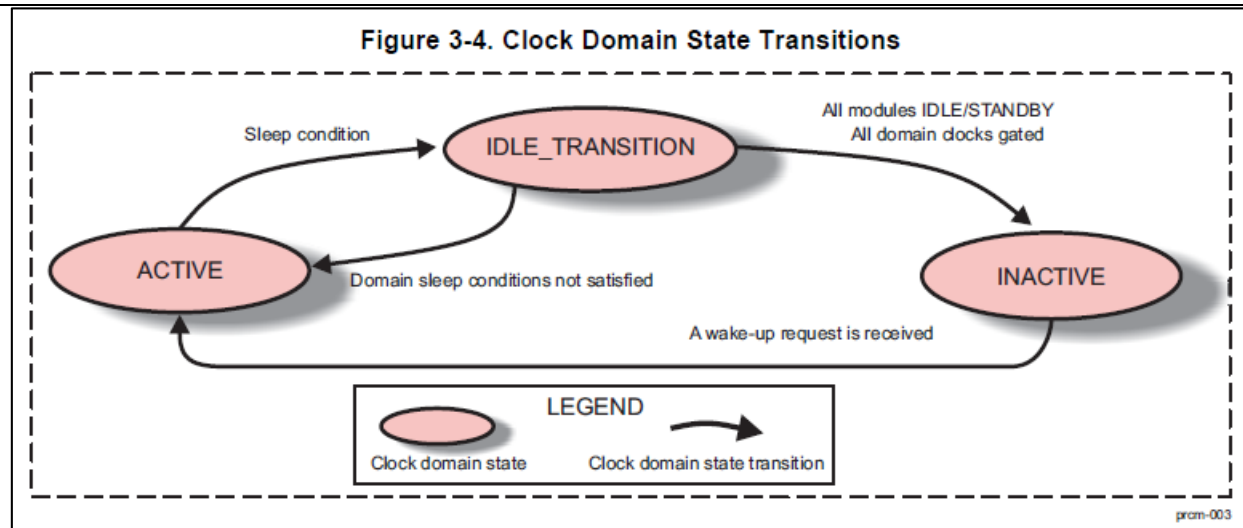 Figure 3-4. Clock Domain State Transitions
All modules IDLE/STANDBY
All domain clocks gated
Sleep condition
IDLE_TRANSITION
ACTIVE
Domain sleep conditions not satisfied
INACTIVE
A wake-up request is received
LEGEND
Clock domain state
Clock domain state transition
prcm-003